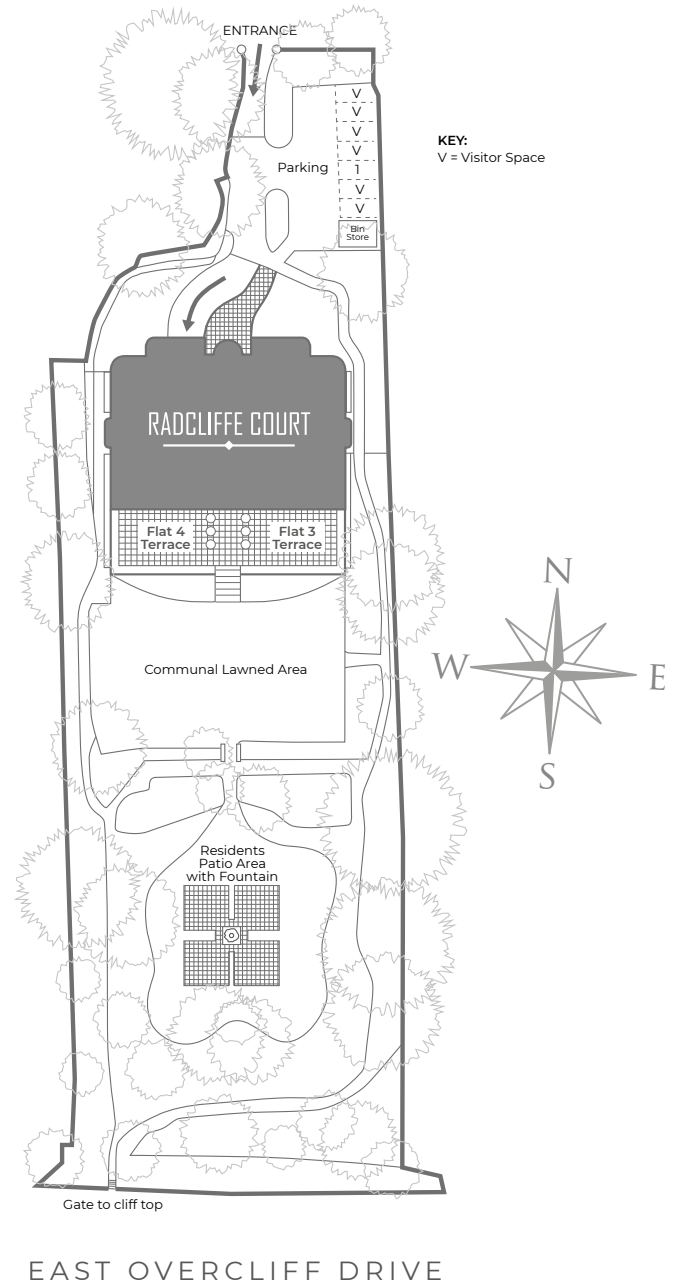 ENTRANCE
V
V
V
V
1
V
V
Parking
Bin
Store
KEY:
V = Visitor Space
RADCLIFFE COURT
Flat 4
Terrace
Flat 3
Terrace
N
W
E
S
Communal Lawned Area
Residents
Patio Area
with Fountain
Gate to cliff top
EAST OVERCLIFF DRIVE